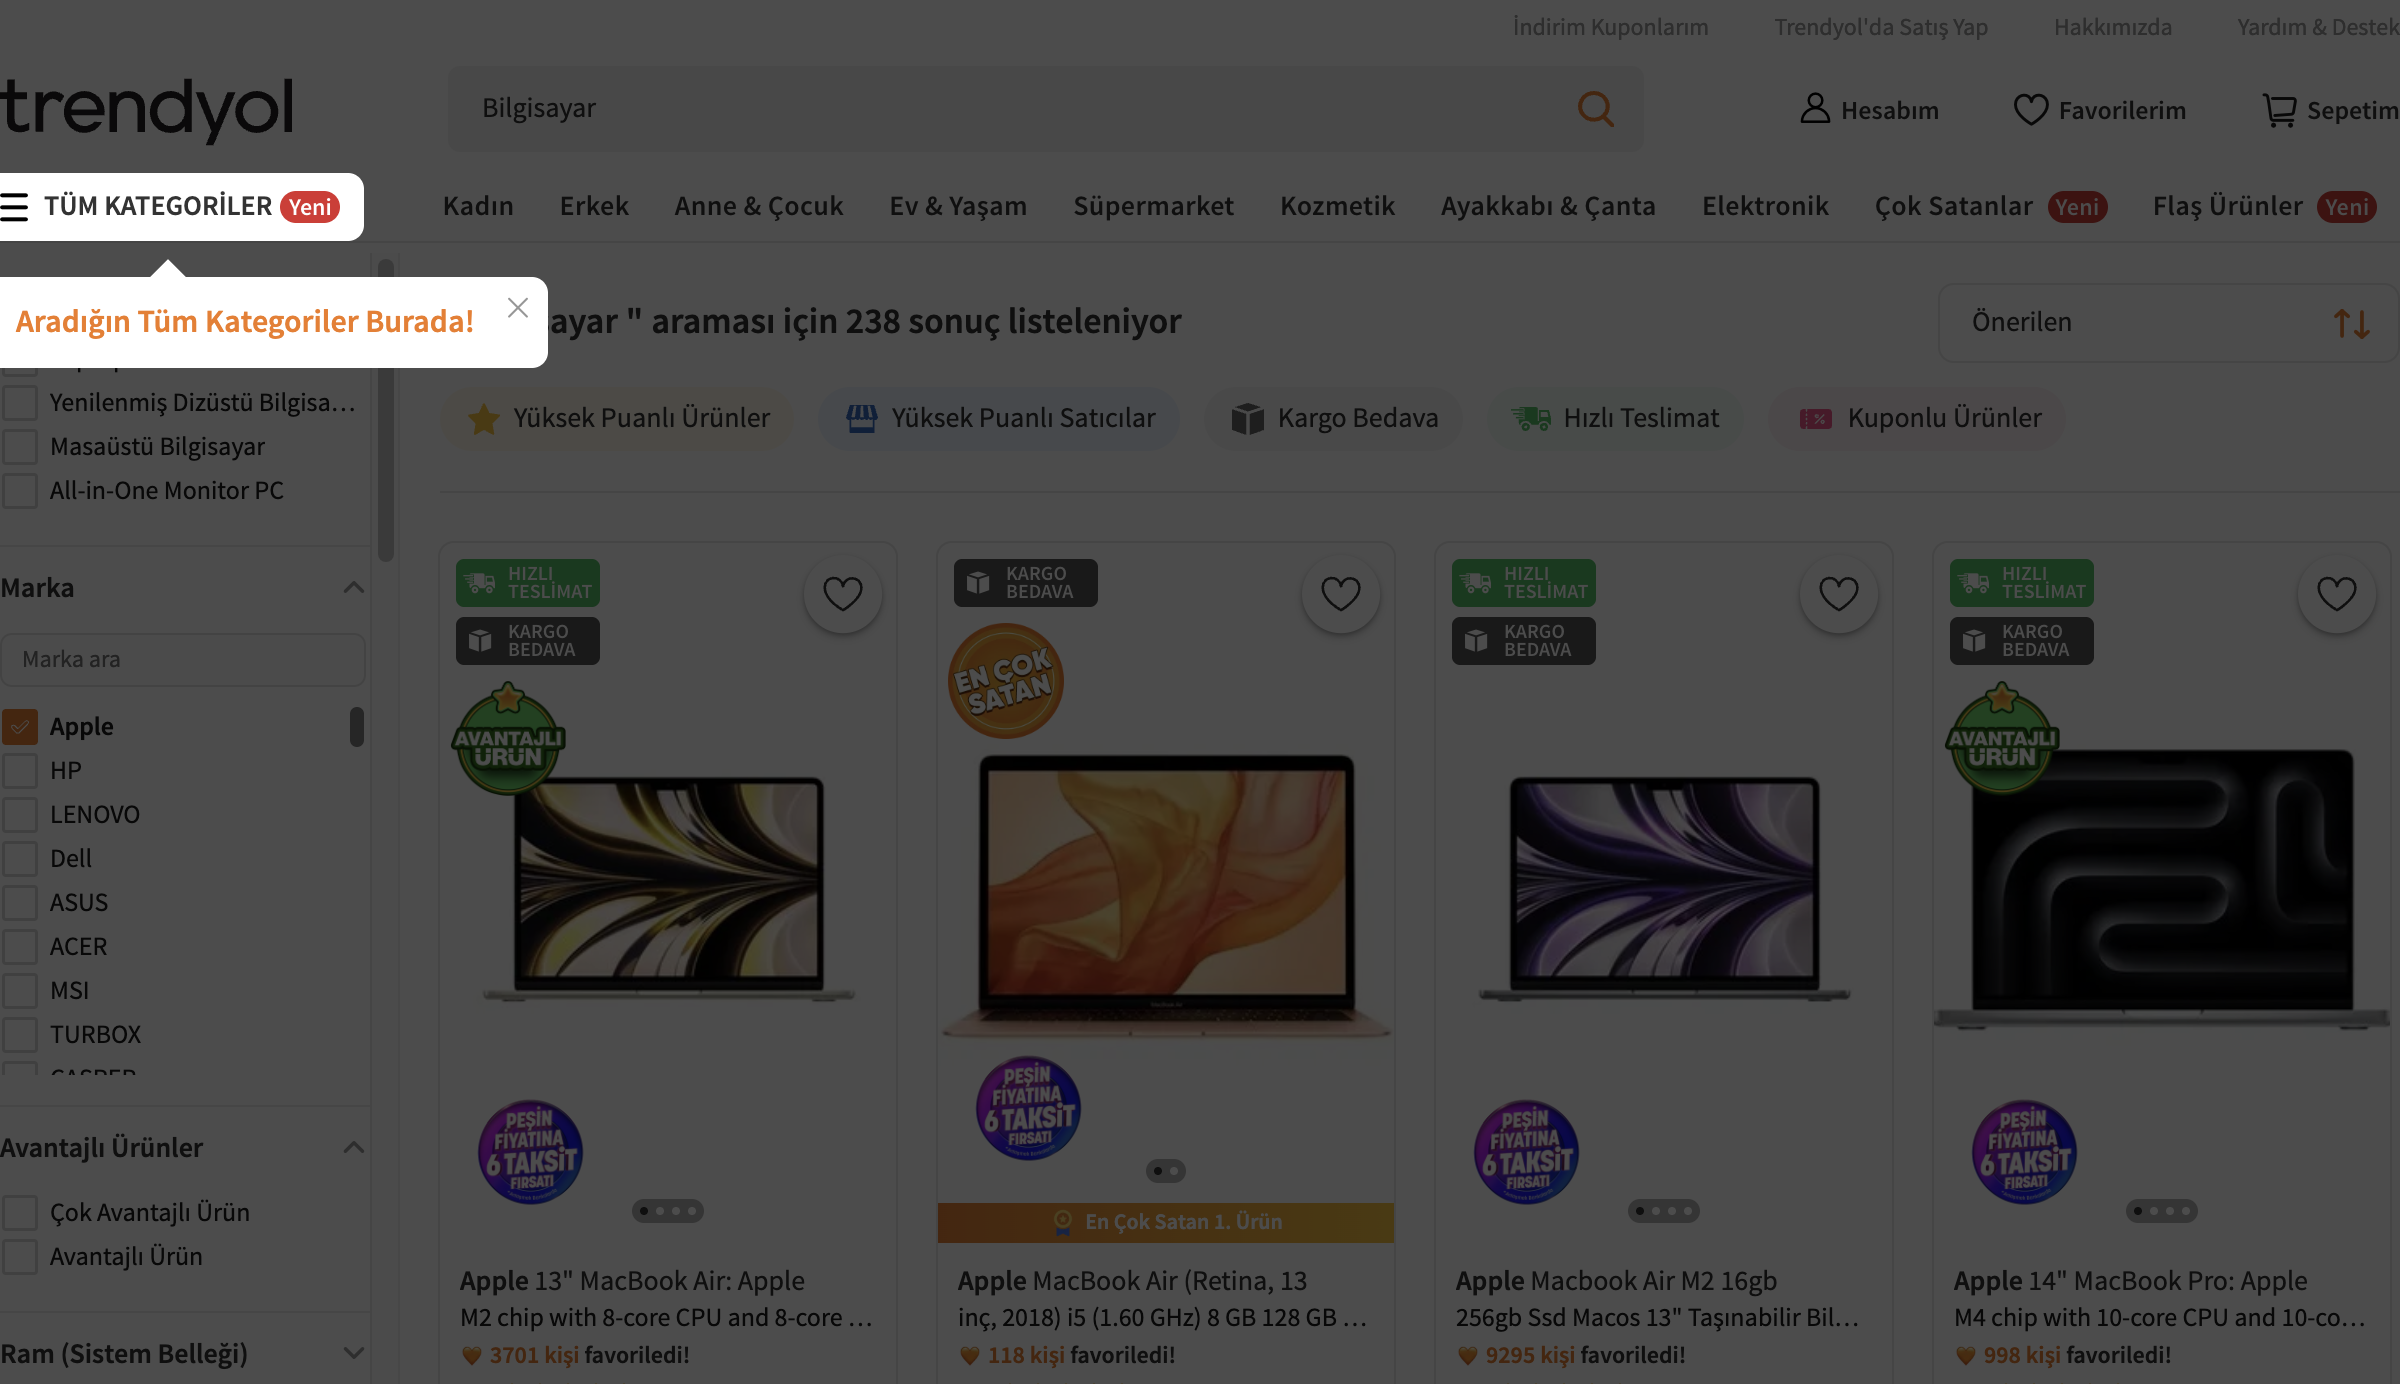 İndirim Kuponlarım Trendyol'da Satış Yap Hakkımızda Yardım & Destek
trendyol
Bilgisayar
Hesabım Favorilerim Sepetim
TÜM KATEGORİLER Yeni
Kadın Erkek Anne & Çocuk Ev & Yaşam Süpermarket Kozmetik Ayakkabı & Çanta Elektronik Çok Satanlar Yeni Flaş Ürünler Yeni
Aradığın Tüm Kategoriler Burada!
ayar " araması için 238 sonuç listeleniyor
Önerilen
Yenilenmiş Dizüstü Bilgisa...
Masaüstü Bilgisayar
All-in-One Monitor PC
Yüksek Puanlı Ürünler Yüksek Puanlı Satıcılar Kargo Bedava Hızlı Teslimat Kuponlu Ürünler
Marka
Marka ara
Apple
HP
LENOVO
Dell
ASUS
ACER
MSI
TURBOX
CASPER
Avantajlı Ürünler
Çok Avantajlı Ürün
Avantajlı Ürün
Ram (Sistem Belleği)
HIZLI
TESLİMAT
KARGO
BEDAVA
AVANTAJLI
ÜRÜN
PEŞİN
FİYATINA
6 TAKSİT
FIRSATI
Apple 13" MacBook Air: Apple
M2 chip with 8-core CPU and 8-core ...
3701 kişi favoriledi!
KARGO
BEDAVA
EN ÇOK
SATAN
PEŞİN
FİYATINA
6 TAKSİT
FIRSATI
En Çok Satan 1. Ürün
Apple MacBook Air (Retina, 13
inç, 2018) i5 (1.60 GHz) 8 GB 128 GB ...
118 kişi favoriledi!
HIZLI
TESLİMAT
KARGO
BEDAVA
PEŞİN
FİYATINA
6 TAKSİT
FIRSATI
Apple Macbook Air M2 16gb
256gb Ssd Macos 13" Taşınabilir Bil...
9295 kişi favoriledi!
HIZLI
TESLİMAT
KARGO
BEDAVA
AVANTAJLI
ÜRÜN
PEŞİN
FİYATINA
6 TAKSİT
FIRSATI
Apple 14" MacBook Pro: Apple
M4 chip with 10-core CPU and 10-co...
998 kişi favoriledi!